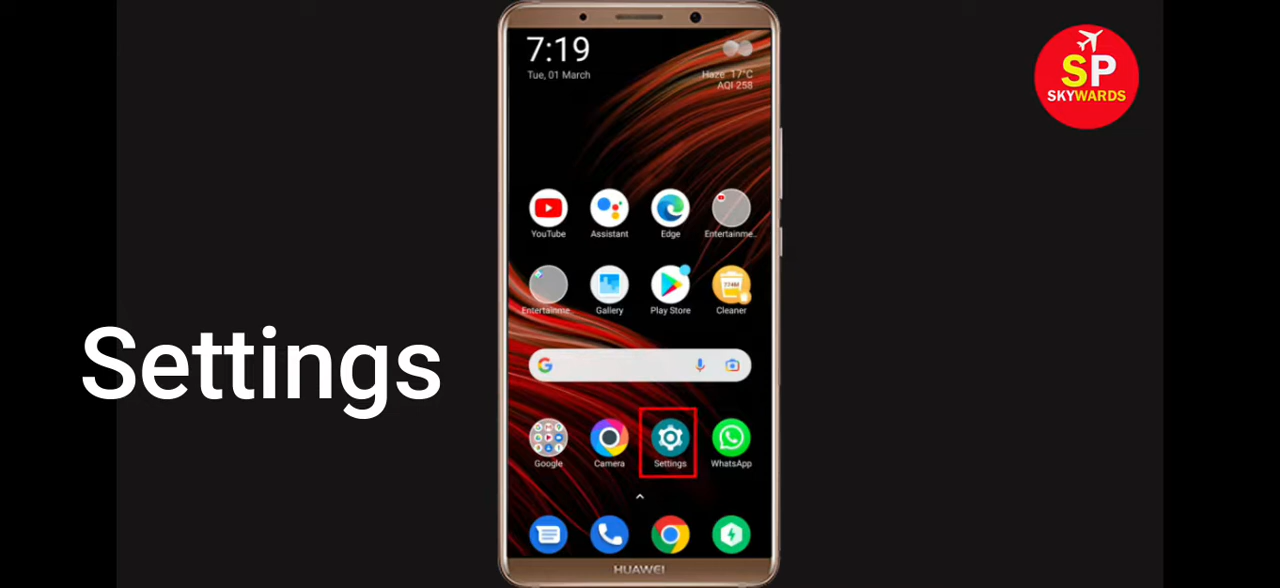 7:19
Tue, 01 March
Haze 17°C
AQI 258
SP
SKYWARDS
YouTube
Assistant
Edge
Entertainme..
Entertainme..
Gallery
Play Store
774M
Cleaner
Settings
Google
Camera
Settings
WhatsApp
HUAWEI